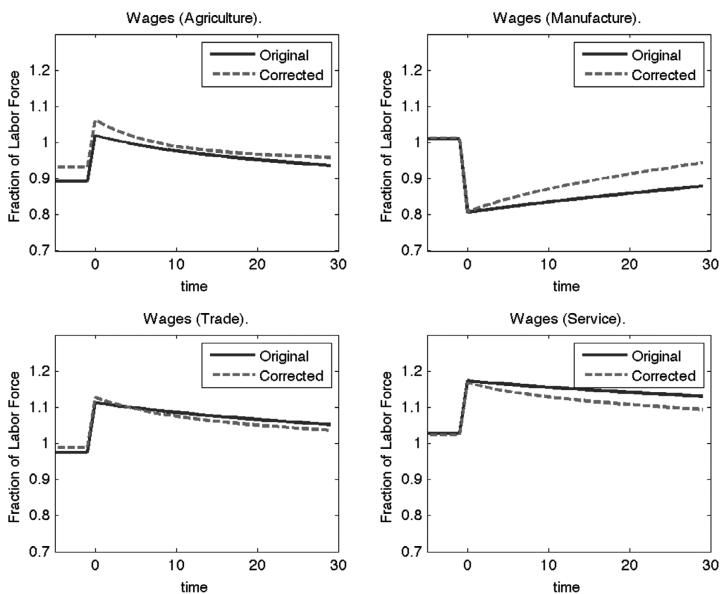 Wages (Agriculture).
Original
Corrected
Fraction of Labor Force
1.2
1.1
1
0.9
0.8
0.7
0
10
20
30
time
Wages (Manufacture).
Original
Corrected
Fraction of Labor Force
1.2
1.1
1
0.9
0.8
0.7
0
10
20
30
time
Wages (Trade).
Original
Corrected
Fraction of Labor Force
1.2
1.1
1
0.9
0.8
0.7
0
10
20
30
time
Wages (Service).
Original
Corrected
Fraction of Labor Force
1.2
1.1
1
0.9
0.8
0.7
0
10
20
30
time